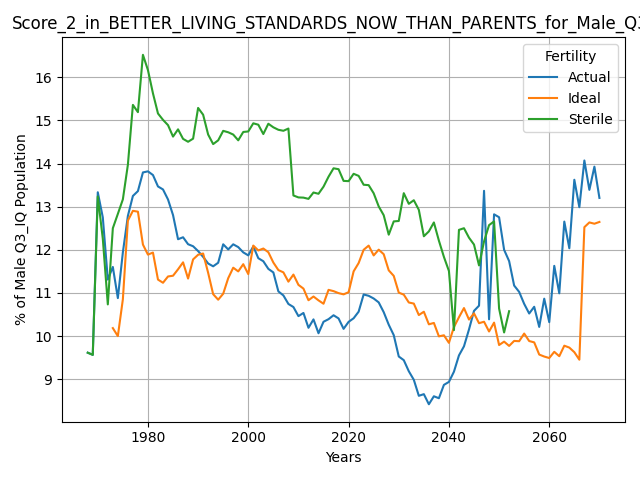 Score_2_in_BETTER_LIVING_STANDARDS_NOW_THAN_PARENTS_for_Male_Q3
Fertility
Actual
Ideal
Sterile
% of Male Q3_IQ Population
16
15
14
13
12
11
10
9
1980 2000 2020 2040 2060
Years